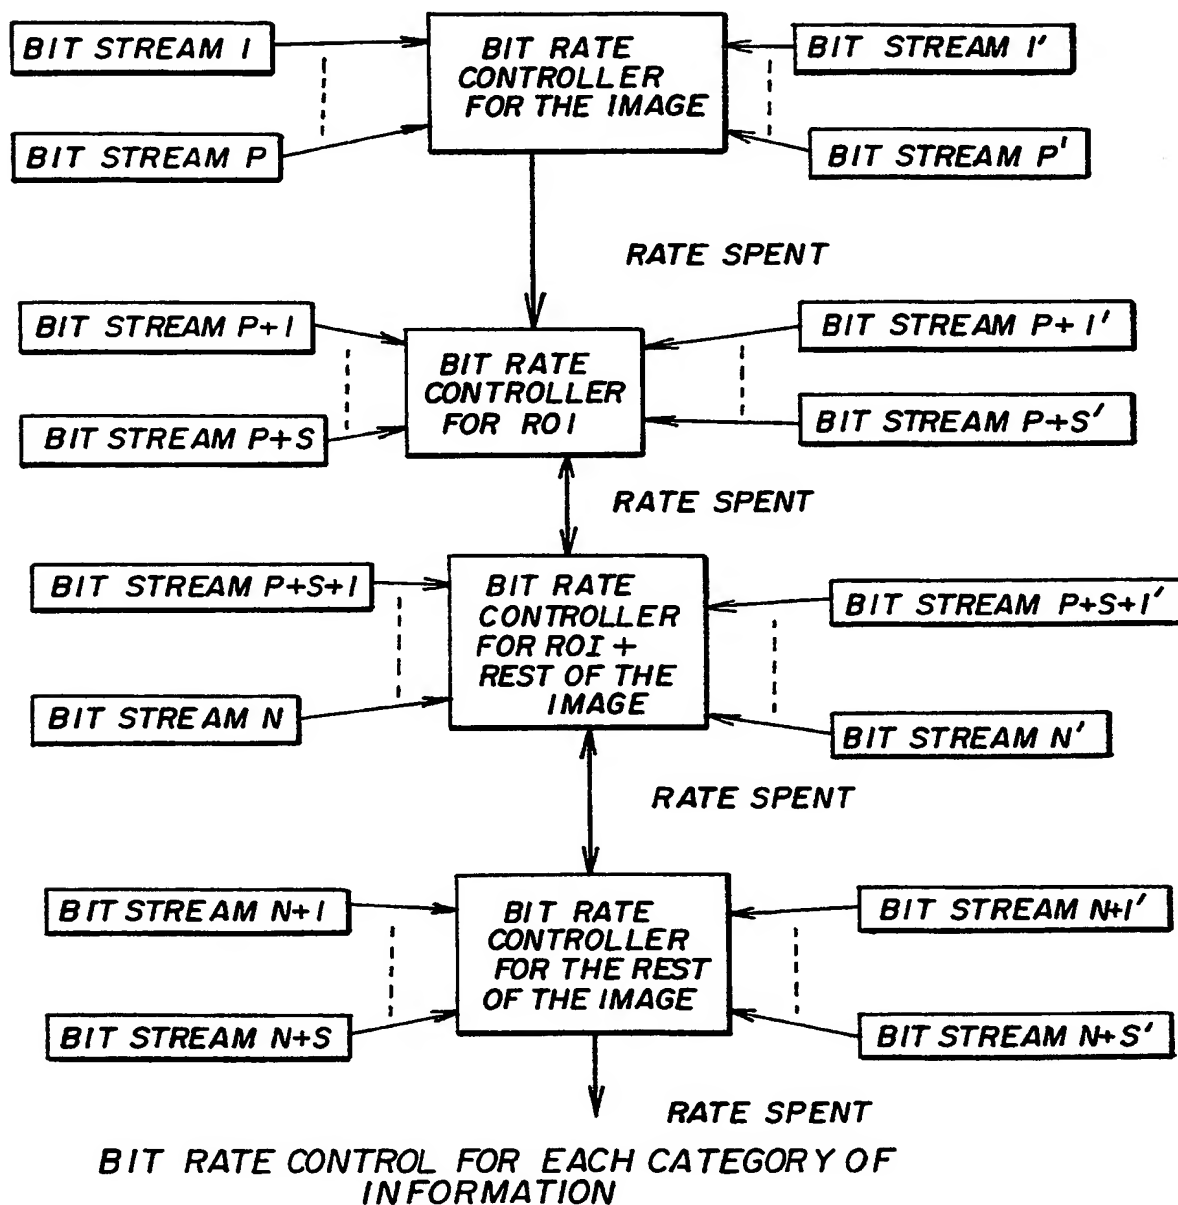 BIT STREAM 1
BIT RATE
CONTROLLER
FOR THE IMAGE
BIT STREAM 1'
BIT STREAM P
BIT STREAM P'
RATE SPENT
BIT STREAM P+1
BIT RATE
CONTROLLER
FOR ROI
BIT STREAM P+1'
BIT STREAM P+S
BIT STREAM P+S'
RATE SPENT
BIT STREAM P+S+1
BIT RATE
CONTROLLER
FOR ROI +
REST OF THE
IMAGE
BIT STREAM P+S+1'
BIT STREAM N
BIT STREAM N'
RATE SPENT
BIT STREAM N+1
BIT RATE
CONTROLLER
FOR THE REST
OF THE IMAGE
BIT STREAM N+1'
BIT STREAM N+S
BIT STREAM N+S'
RATE SPENT
BIT RATE CONTROL FOR EACH CATEGORY OF
INFORMATION